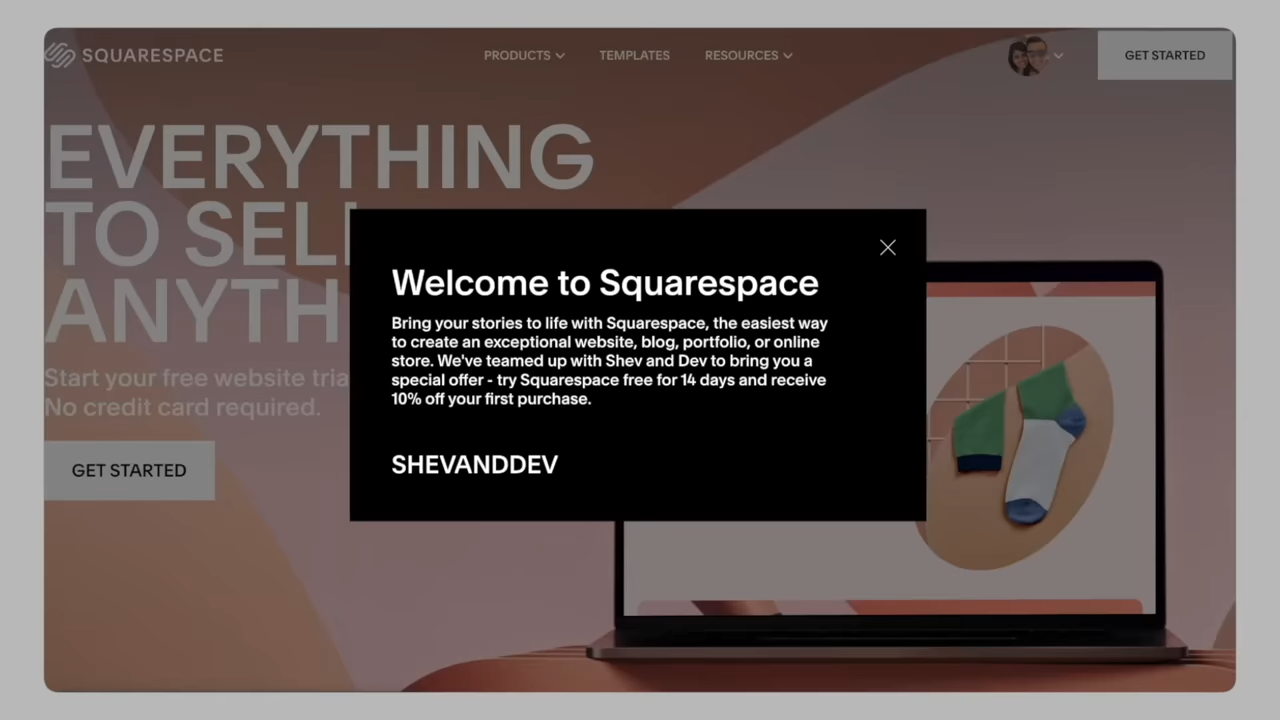 SQUARESPACE
PRODUCTS
TEMPLATES
RESOURCES
GET STARTED
EVERYTHING
TO SELL
ANYTH
Start your free website tria
No credit card required.
GET STARTED
Welcome to Squarespace
Bring your stories to life with Squarespace, the easiest way
to create an exceptional website, blog, portfolio, or online
store. We've teamed up with Shev and Dev to bring you a
special offer - try Squarespace free for 14 days and receive
10% off your first purchase.
SHEVANDDEV